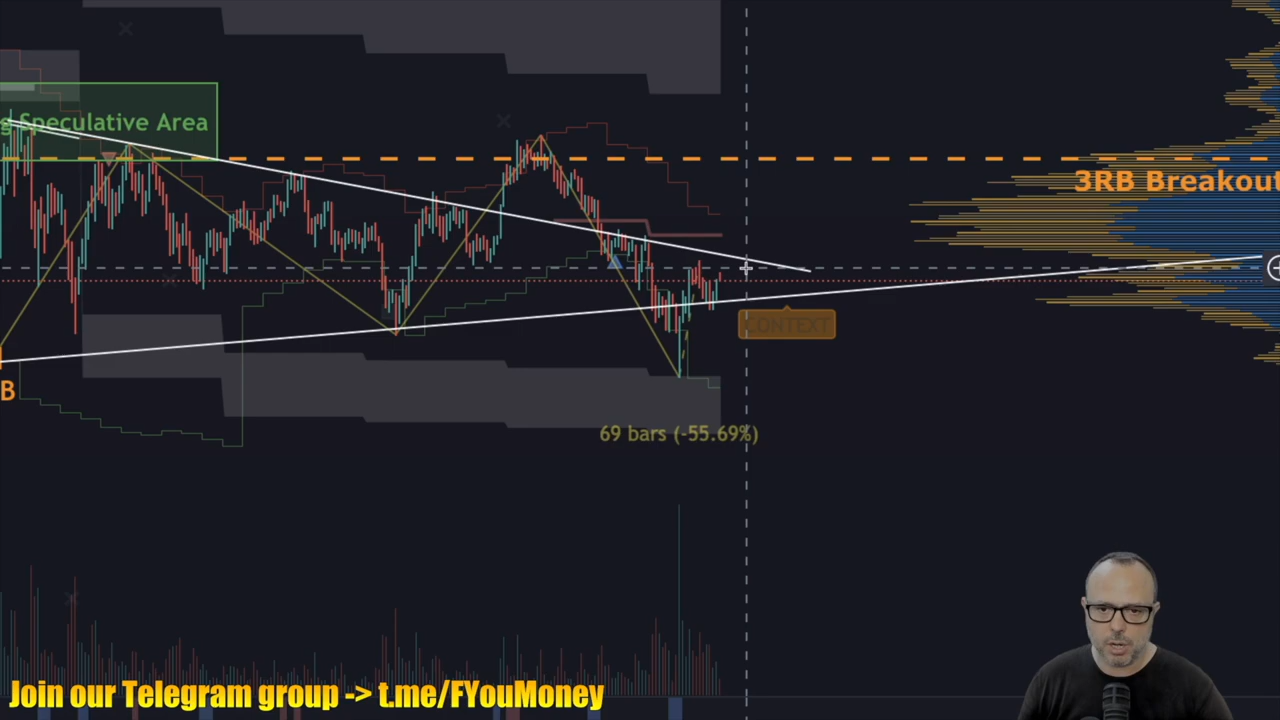 g Speculative Area
3RB Breakout
CONTEXT
B
69 bars (-55.69%)
Join our Telegram group -> t.me/FYouMoney